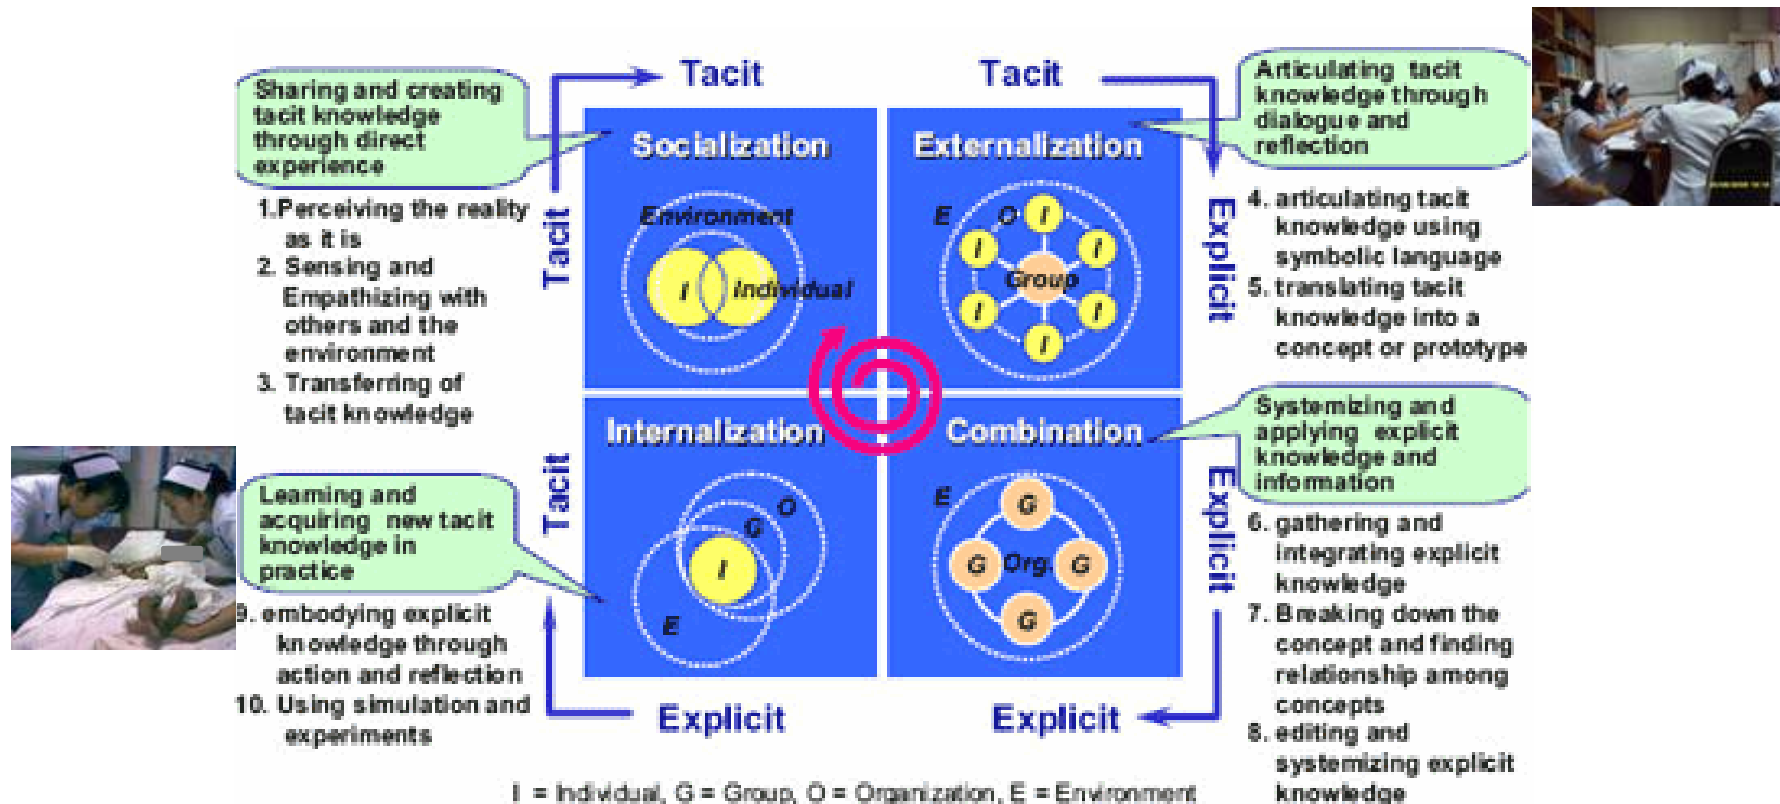 Tacit
Tacit
Sharing and creating
tacit knowledge
through direct
experience
1.Perceiving the reality
as it is
2. Sensing and
Empathizing with
others and the
environment
3. Transferring of
tacit knowledge
Tacit
Socialization
Environment
I
Individual
Externalization
E
O
I
I
I
Group
I
I
I
Articulating tacit
knowledge through
dialogue and
reflection
Explicit
4. articulating tacit
knowledge using
symbolic language
5. translating tacit
knowledge into a
concept or prototype
Internalization
O
G
I
E
Tacit
Learning and
acquiring new tacit
knowledge in
practice
9. embodying explicit
knowledge through
action and reflection
10. Using simulation and
experiments
Combination
E
G
G
Org.
G
G
Explicit
Systemizing and
applying explicit
knowledge and
information
6. gathering and
integrating explicit
knowledge
7. Breaking down the
concept and finding
relationship among
concepts
8. editing and
systemizing explicit
knowledge
Explicit
Explicit
I = Individual, G = Group, O = Organization, E = Environment